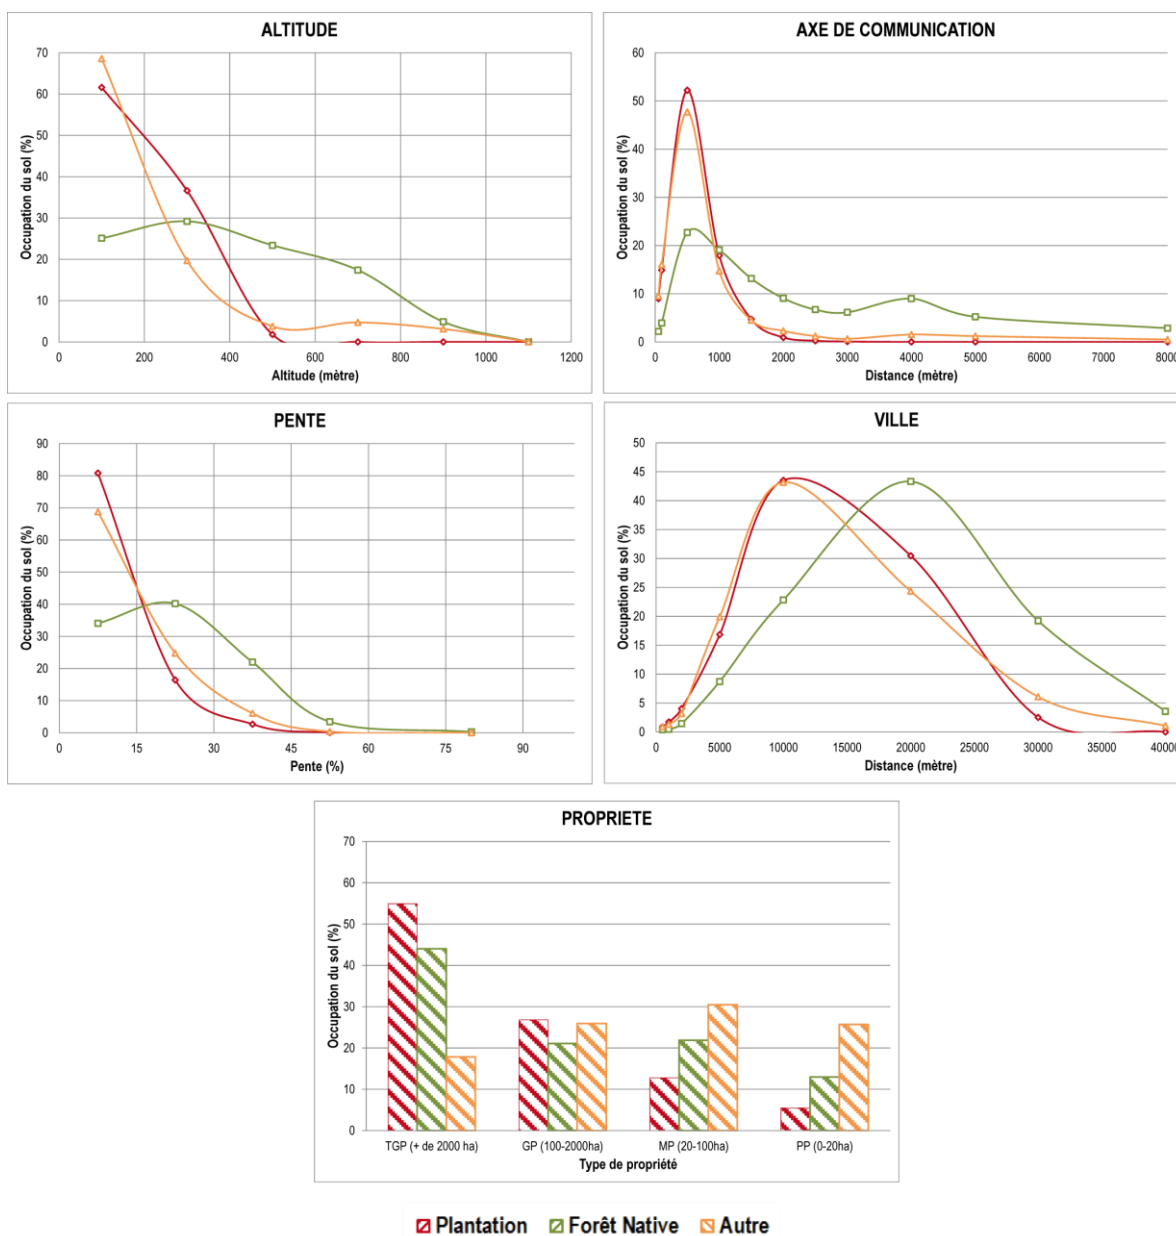 ALTITUDE
Occupation du sol (%)
70
60
50
40
30
20
10
0
0 200 400 600 800 1000 1200
Altitude (mètre)
AXE DE COMMUNICATION
Occupation du sol (%)
60
50
40
30
20
10
0
0 1000 2000 3000 4000 5000 6000 7000 8000
Distance (mètre)
PENTE
Occupation du sol (%)
90
80
70
60
50
40
30
20
10
0
0 15 30 45 60 75 90
Pente (%)
VILLE
Occupation du sol (%)
50
45
40
35
30
25
20
15
10
5
0
0 5000 10000 15000 20000 25000 30000 35000 40000
Distance (mètre)
PROPRIETE
Occupation du sol (%)
70
60
50
40
30
20
10
0
TGP (+ de 2000 ha) GP (100-2000ha) MP (20-100ha) PP (0-20ha)
Type de propriété
Plantation Forêt Native Autre